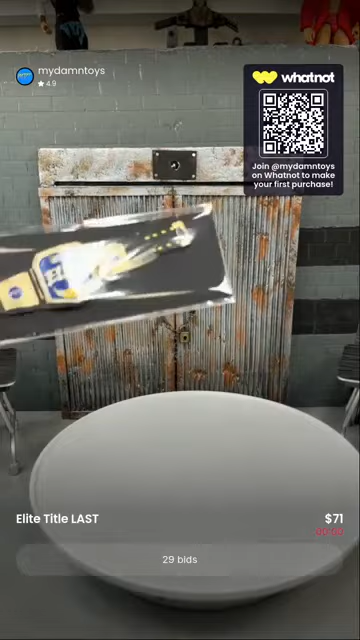 mydamntoys
4.9
whatnot
Join @mydamntoys
on Whatnot to make
your first purchase!
Elite Title LAST
$71
29 bids